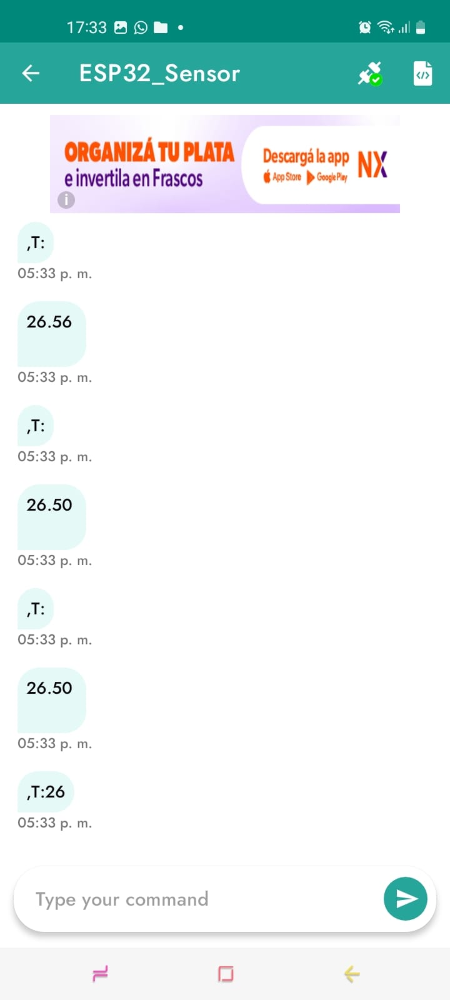 17:33
ESP32_Sensor
ORGANIZÁ TU PLATA
e invertila en Frascos
Descargá la app
App Store Google Play
NX
i
,T:
05:33 p. m.
26.56
05:33 p. m.
,T:
05:33 p. m.
26.50
05:33 p. m.
,T:
05:33 p. m.
26.50
05:33 p. m.
,T:26
05:33 p. m.
Type your command